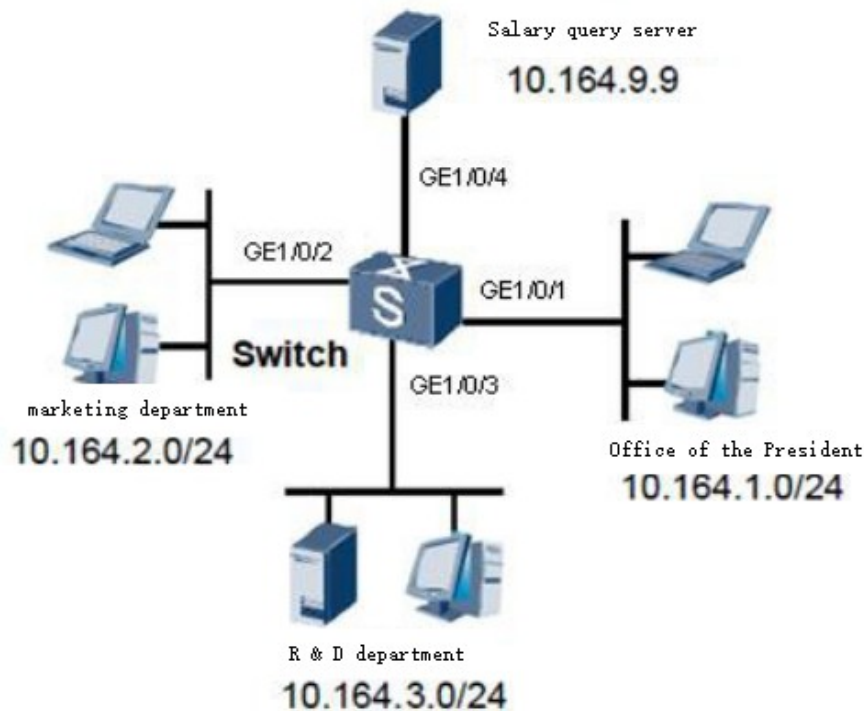 Salary query server
10.164.9.9
GE1/0/4
GE1/0/2
GE1/0/1
S
Switch
GE1/0/3
marketing department
10.164.2.0/24
Office of the President
10.164.1.0/24
R & D department
10.164.3.0/24